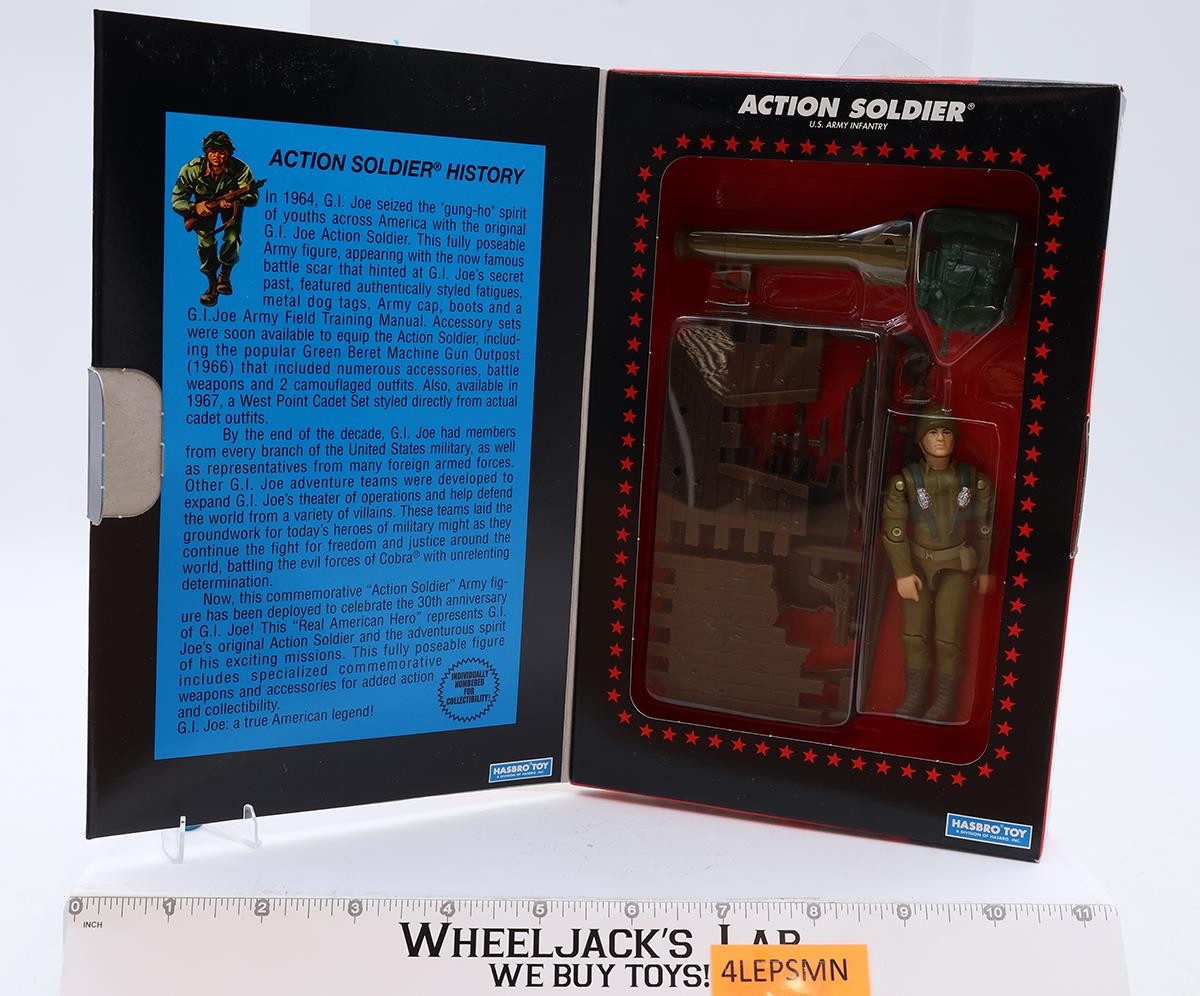 ACTION SOLDIER® HISTORY
In 1964, G.I. Joe seized the "gung-ho" spirit
of youths across America with the original
G.I. Joe Action Soldier. This fully poseable
Army figure, appearing with the now famous
battle scar that hinted at G.I. Joe's secret
past, featured authentically styled fatigues,
metal dog tags, Army cap, boots and a
G.I.Joe Army Field Training Manual. Accessory sets
were soon available to equip the Action Soldier, includ-
ing the popular Green Beret Machine Gun Outpost
(1966) that included numerous accessories, battle
weapons and 2 camouflaged outfits. Also, available in
1967, a West Point Cadet Set styled directly from actual
cadet outfits.
By the end of the decade, G.I. Joe had members
from every branch of the United States military, as well
as representatives from many foreign armed forces.
Other G.I. Joe adventure teams were developed to
expand G.I. Joe's theater of operations and help defend
the world from a variety of villains. These teams laid the
groundwork for today's heroes of military might as they
continue the fight for freedom and justice around the
world, battling the evil forces of Cobra® with unrelenting
determination.
Now, this commemorative "Action Soldier" Army fig-
ure has been deployed to celebrate the 30th anniversary
of G.I. Joe! This "Real American Hero" represents G.I.
Joe's original Action Soldier and the adventurous spirit
of his exciting missions. This fully poseable figure
includes specialized commemorative
weapons and accessories for added action
and collectibility.
G.I. Joe: a true American legend!
INDIVIDUALLY
NUMBERED
FOR
COLLECTIBILITY!
HASBRO TOY
A DIVISION OF HASBRO, INC.
ACTION SOLDIER®
U.S. ARMY INFANTRY
HASBRO TOY
A DIVISION OF HASBRO, INC.
0 1 2 3 4 5 6 7 8 9 10 11
INCH
WHEELJACK'S LAB
WE BUY TOYS!
4LEPSMN